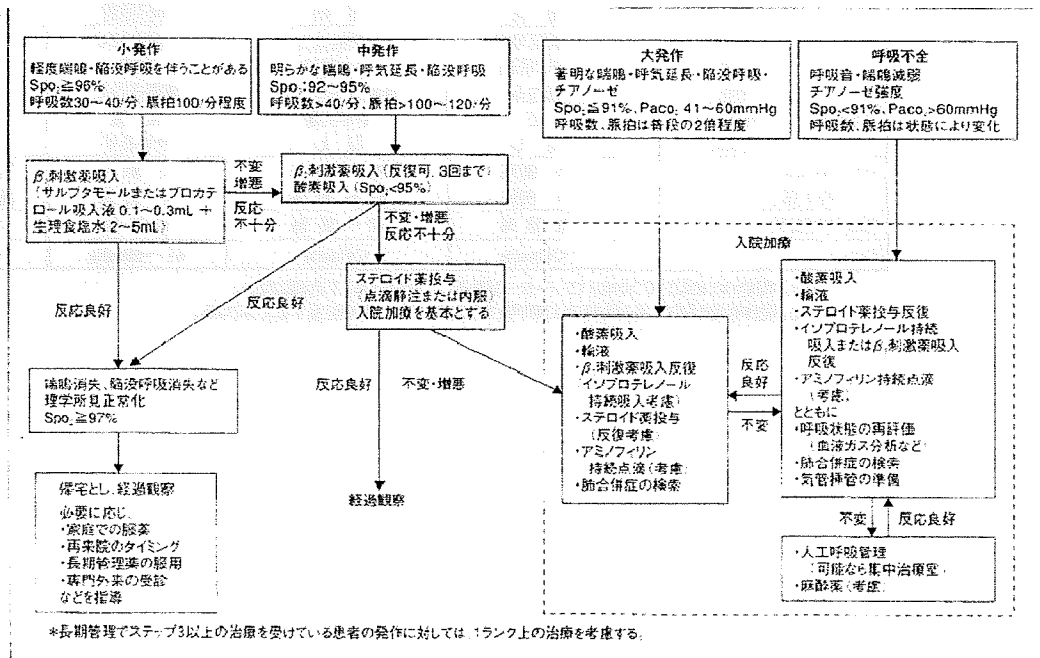 小発作
軽度喘鳴・陥没呼吸を伴うことがある
Spo₂≧96%
呼吸数30～40/分、脈拍100/分程度
中発作
明らかな喘鳴・呼気延長・陥没呼吸
Spo₂:92～95%
呼吸数>40/分、脈拍>100～120/分
大発作
著明な喘鳴・呼気延長・陥没呼吸・
チアノーゼ
Spo₂≦91%、Paco₂ 41～60mmHg
呼吸数、脈拍は普段の2倍程度
呼吸不全
呼吸音・喘鳴減弱
チアノーゼ強度
Spo₂<91%、Paco₂>60mmHg
呼吸数、脈拍は状態により変化
β₂刺激薬吸入
(サルブタモールまたはプロカテ
ロール吸入液 0.1～0.3mL ＋
生理食塩水 2～5mL)
不変
増悪
反応
不十分
β₂刺激薬吸入(反復可、3回まで)
酸素吸入(Spo₂<95%)
不変・増悪
反応不十分
反応良好
ステロイド薬投与
(点滴静注または内服)
入院加療を基本とする
反応良好
不変・増悪
経過観察
喘鳴消失、陥没呼吸消失など
理学所見正常化
Spo₂≧97%
帰宅とし、経過観察
必要に応じ、
・家庭での服薬
・再来院のタイミング
・長期管理薬の服用
・専門外来の受診
などを指導
入院加療
・酸素吸入
・輸液
・β₂刺激薬吸入反復
イソプロテレノール
持続吸入考慮)
・ステロイド薬投与
(反復考慮)
・アミノフィリン
持続点滴(考慮)
・肺合併症の検索
反応
良好
不変
・酸素吸入
・輸液
・ステロイド薬投与反復
・イソプロテレノール持続
吸入またはβ₂刺激薬吸入
反復
・アミノフィリン持続点滴
(考慮)
とともに
・呼吸状態の再評価
(血液ガス分析など)
・肺合併症の検索
・気管挿管の準備
不変
反応良好
・人工呼吸管理
(可能なら集中治療室)
・麻酔薬(考慮)
＊長期管理でステップ3以上の治療を受けている患者の発作に対しては、1ランク上の治療を考慮する。